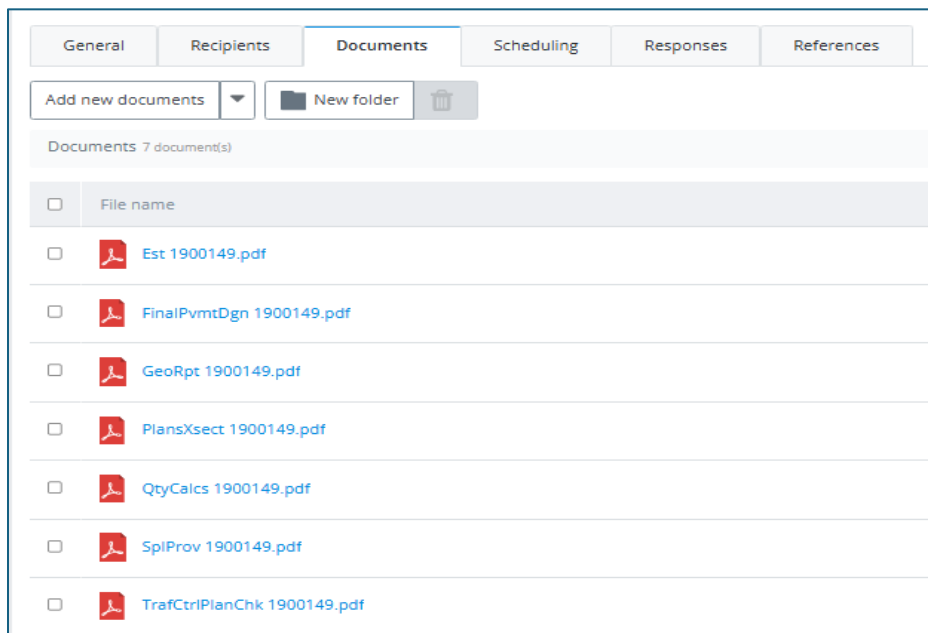 General Recipients Documents Scheduling Responses References
Add new documents New folder
Documents 7 document(s)
File name
Est 1900149.pdf
FinalPvmtDgn 1900149.pdf
GeoRpt 1900149.pdf
PlansXsect 1900149.pdf
QtyCalcs 1900149.pdf
SplProv 1900149.pdf
TrafCtrlPlanChk 1900149.pdf